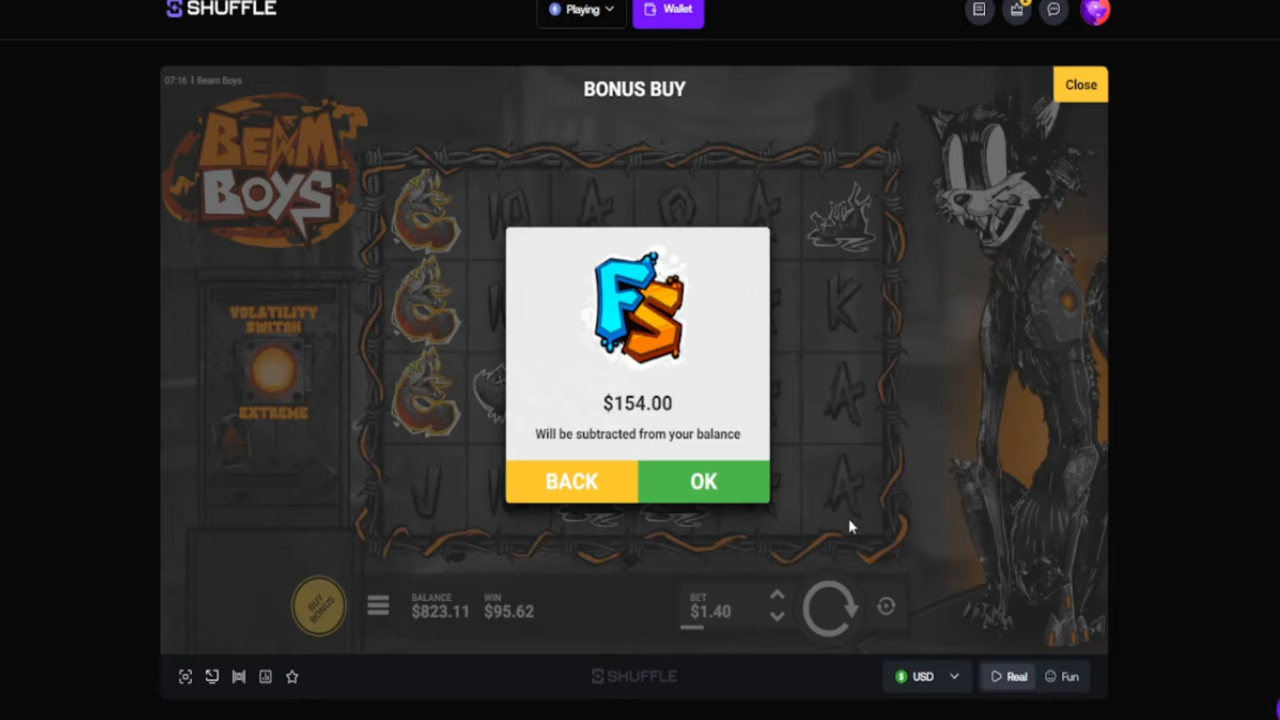 SHUFFLE
Playing
Wallet
07:16 | Beam Boys
BONUS BUY
Close
BEAM
BOYS
A Q A
K
A
J A
VOLATILITY
SWITCH
EXTREME
FS
$154.00
Will be subtracted from your balance
BACK
OK
BUY
BONUS
BALANCE
$823.11
WIN
$95.62
BET
$1.40
SHUFFLE
USD
Real
Fun